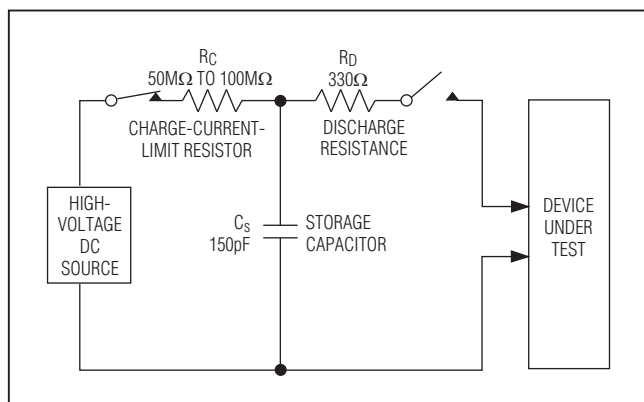 RC
50MΩ TO 100MΩ
CHARGE-CURRENT-
LIMIT RESISTOR
RD
330Ω
DISCHARGE
RESISTANCE
HIGH-
VOLTAGE
DC
SOURCE
CS
150pF
STORAGE
CAPACITOR
DEVICE
UNDER
TEST